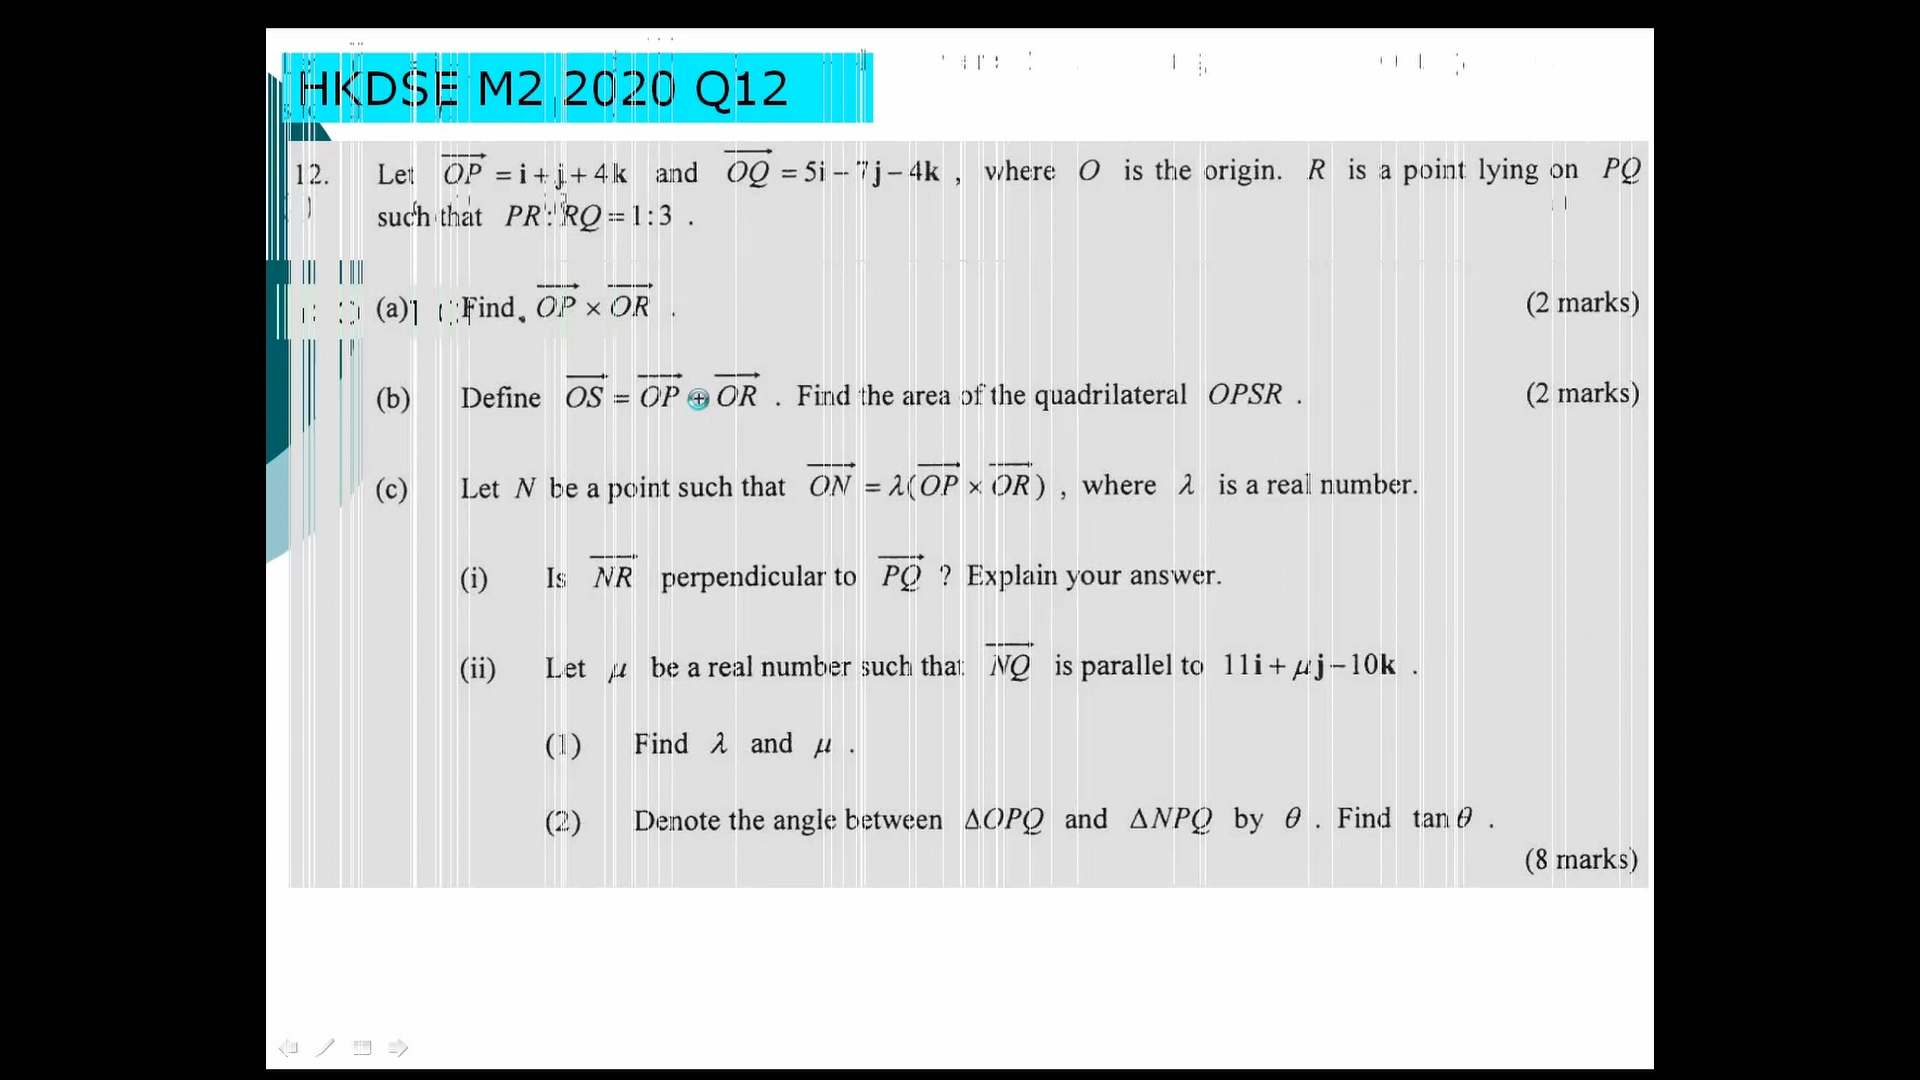 HKDSE M2 2020 Q12
12. Let OP = i + j + 4k and OQ = 5i − 7j − 4k , where O is the origin. R is a point lying on PQ
such that PR : RQ = 1 : 3 .
(a) Find OP × OR . (2 marks)
(b) Define OS = OP + OR . Find the area of the quadrilateral OPSR . (2 marks)
(c) Let N be a point such that ON = λ(OP × OR) , where λ is a real number.
(i) Is NR perpendicular to PQ ? Explain your answer.
(ii) Let μ be a real number such that NQ is parallel to 11i + μj − 10k .
(1) Find λ and μ .
(2) Denote the angle between ΔOPQ and ΔNPQ by θ . Find tan θ .
(8 marks)